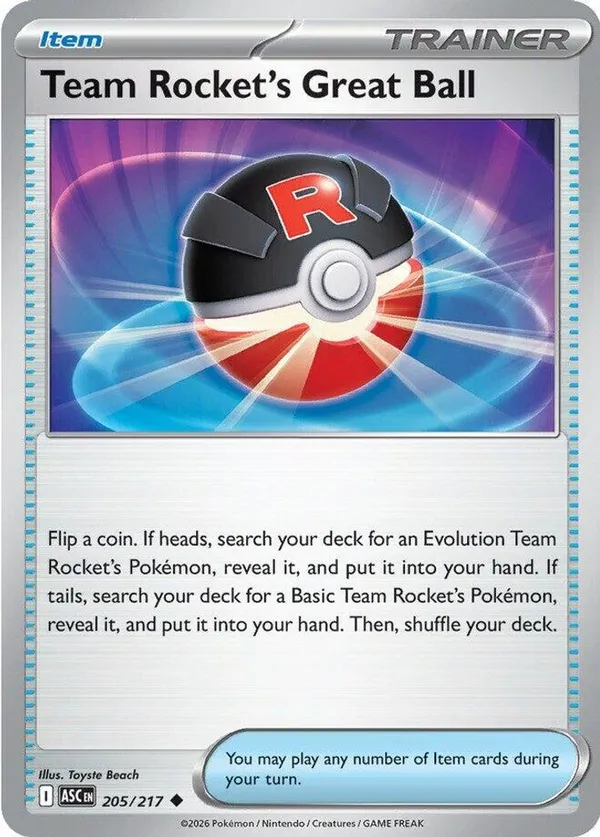 Item
TRAINER
Team Rocket's Great Ball
R
Flip a coin. If heads, search your deck for an Evolution Team
Rocket's Pokémon, reveal it, and put it into your hand. If
tails, search your deck for a Basic Team Rocket's Pokémon,
reveal it, and put it into your hand. Then, shuffle your deck.
You may play any number of Item cards during
your turn.
Illus. Toyste Beach
I ASC EN 205/217 ◆
©2026 Pokémon / Nintendo / Creatures / GAME FREAK